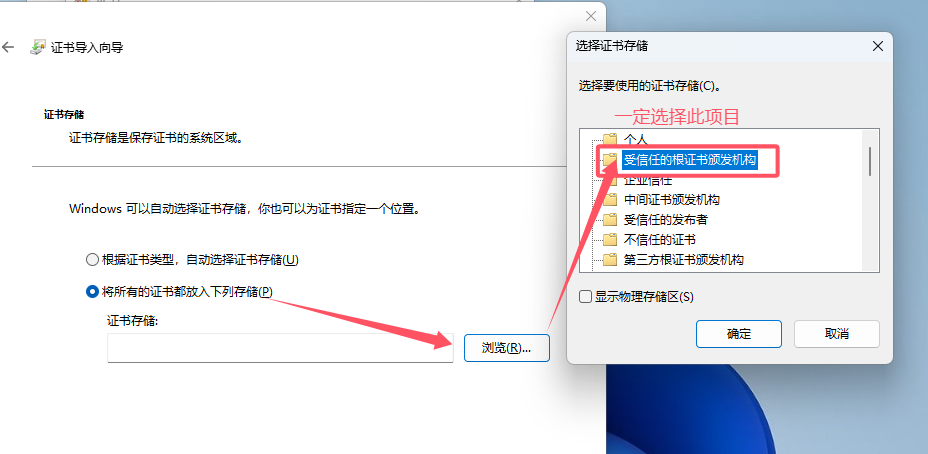 证书导入向导
证书存储
证书存储是保存证书的系统区域。
Windows 可以自动选择证书存储，你也可以为证书指定一个位置。
根据证书类型，自动选择证书存储(U)
将所有的证书都放入下列存储(P)
证书存储:
浏览(R)...
选择证书存储
选择要使用的证书存储(C)。
一定选择此项目
个人
受信任的根证书颁发机构
企业信任
中间证书颁发机构
受信任的发布者
不信任的证书
第三方根证书颁发机构
显示物理存储区(S)
确定
取消